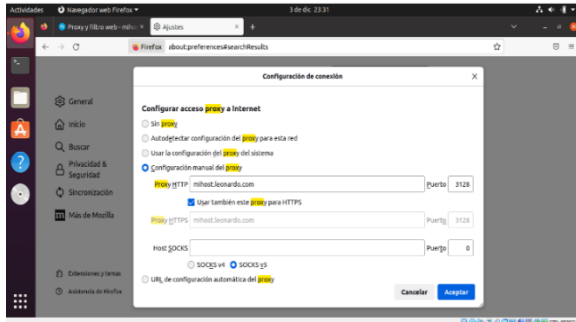 Actividades
Navegador web Firefox
3 de dic 23:31
Proxy y filtro web - mihos
Ajustes
Firefox about:preferences#searchResults
Configuración de conexión
General
Inicio
Buscar
Privacidad &
Seguridad
Sincronización
Más de Mozilla
Extensiones y temas
Asistencia de Firefox
Configurar acceso proxy a Internet
Sin proxy
Autodetectar configuración del proxy para esta red
Usar la configuración del proxy del sistema
Configuración manual del proxy
Proxy HTTP mihost.leonardo.com Puerto 3128
Usar también este proxy para HTTPS
Proxy HTTPS mihost.leonardo.com Puerto 3128
Host SOCKS Puerto 0
SOCKS v4 SOCKS v5
URL de configuración automática del proxy
Cancelar Aceptar